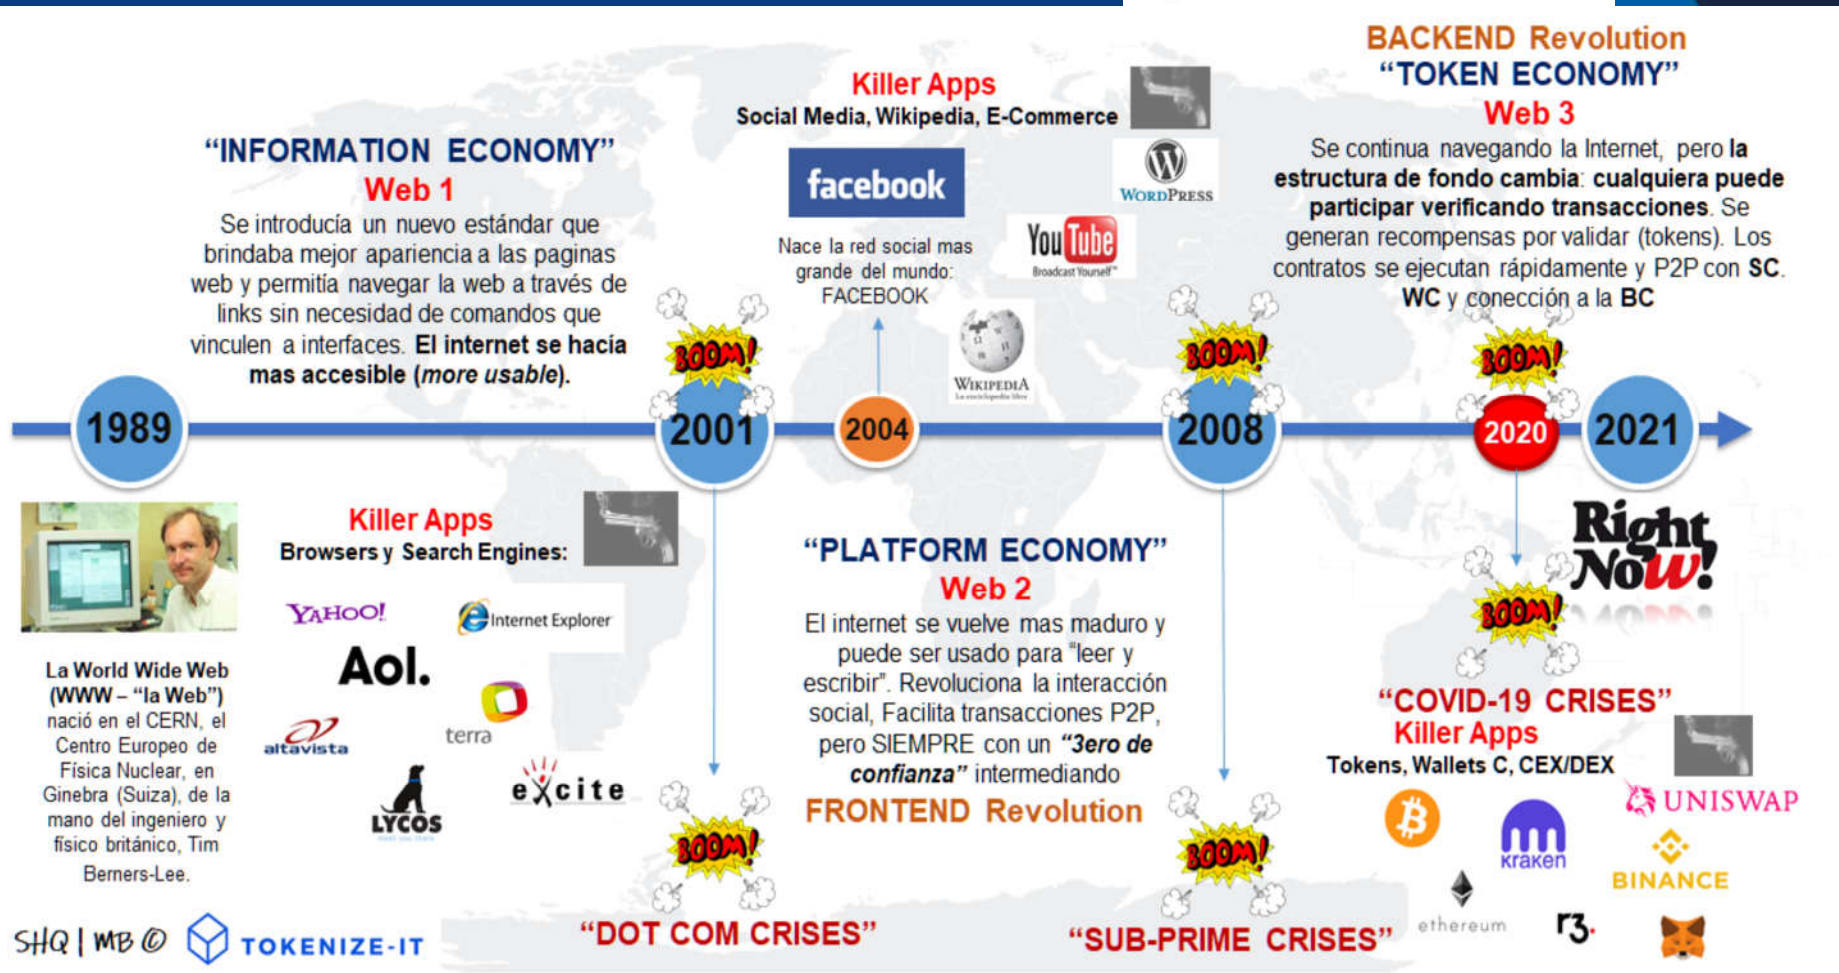 “INFORMATION ECONOMY”
Web 1
Se introducía un nuevo estándar que
brindaba mejor apariencia a las paginas
web y permitía navegar la web a través de
links sin necesidad de comandos que
vinculen a interfaces. El internet se hacía
mas accesible (more usable).
Killer Apps
Social Media, Wikipedia, E-Commerce
facebook
WORDPRESS
YouTube
Broadcast Yourself™
Nace la red social mas
grande del mundo:
FACEBOOK
WIKIPEDIA
La enciclopedia libre
BACKEND Revolution
“TOKEN ECONOMY”
Web 3
Se continua navegando la Internet, pero la
estructura de fondo cambia: cualquiera puede
participar verificando transacciones. Se
generan recompensas por validar (tokens). Los
contratos se ejecutan rápidamente y P2P con SC.
WC y conección a la BC
BOOM!
BOOM!
BOOM!
1989
2001
2004
2008
2020
2021
La World Wide Web
(WWW – “la Web”)
nació en el CERN, el
Centro Europeo de
Física Nuclear, en
Ginebra (Suiza), de la
mano del ingeniero y
físico británico, Tim
Berners-Lee.
Killer Apps
Browsers y Search Engines:
YAHOO!
Internet Explorer
Aol.
terra
altavista
LYCOS
excite
BOOM!
“DOT COM CRISES”
“PLATFORM ECONOMY”
Web 2
El internet se vuelve mas maduro y
puede ser usado para “leer y
escribir”. Revoluciona la interacción
social, Facilita transacciones P2P,
pero SIEMPRE con un “3ero de
confianza” intermediando
FRONTEND Revolution
BOOM!
“SUB-PRIME CRISES”
Right
Now!
BOOM!
“COVID-19 CRISES”
Killer Apps
Tokens, Wallets C, CEX/DEX
UNISWAP
kraken
BINANCE
ethereum
r3.
SHQ | MB ©
TOKENIZE-IT